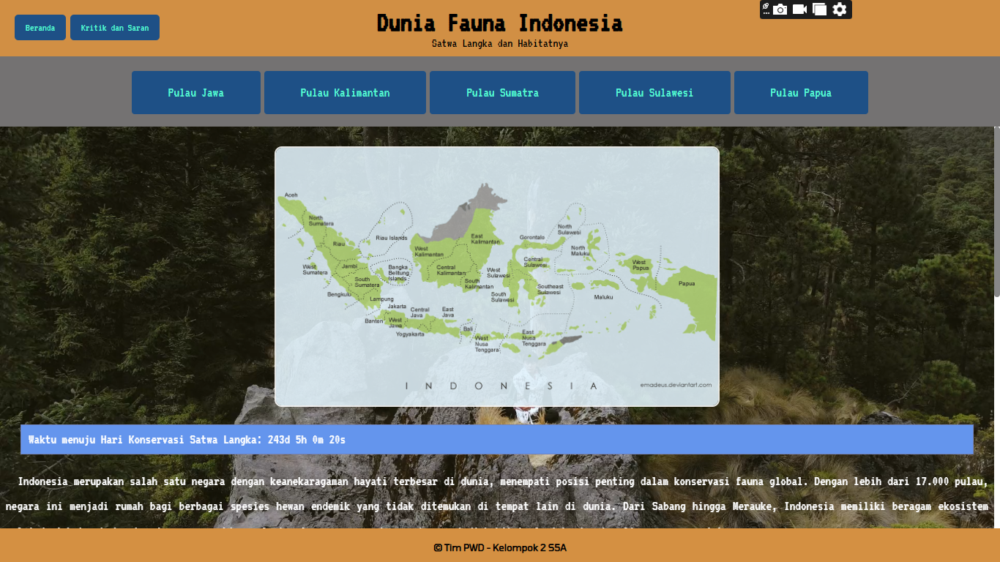 Beranda
Kritik dan Saran
Dunia Fauna Indonesia
Satwa Langka dan Habitatnya
Pulau Jawa
Pulau Kalimantan
Pulau Sumatra
Pulau Sulawesi
Pulau Papua
Aceh
North
Sumatera
Riau
Riau Islands
West
Sumatera
Jambi
Bangka
Belitung
Islands
South
Sumatera
Bengkulu
Lampung
Jakarta
Banten
West
Jawa
Central
Java
East
Java
Yogyakarta
Bali
West
Nusa
Tenggara
East
Nusa
Tenggara
West
Kalimantan
East
Kalimantan
Central
Kalimantan
South
Kalimantan
West
Sulawesi
South
Sulawesi
Gorontalo
Central
Sulawesi
Southeast
Sulawesi
North
Sulawesi
North
Maluku
Maluku
West
Papua
Papua
INDONESIA
emadeus.deviantart.com
Waktu menuju Hari Konservasi Satwa Langka: 243d 5h 0m 20s
Indonesia merupakan salah satu negara dengan keanekaragaman hayati terbesar di dunia, menempati posisi penting dalam konservasi fauna global. Dengan lebih dari 17.000 pulau,
negara ini menjadi rumah bagi berbagai spesies hewan endemik yang tidak ditemukan di tempat lain di dunia. Dari Sabang hingga Merauke, Indonesia memiliki beragam ekosistem
© Tim PWD - Kelompok 2 S5A